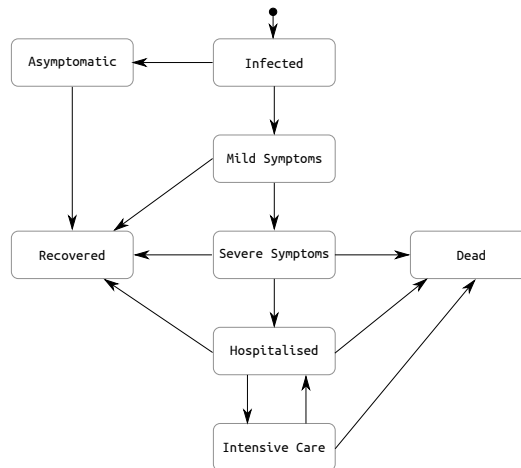 Asymptomatic
Infected
Mild Symptoms
Recovered
Severe Symptoms
Dead
Hospitalised
Intensive Care